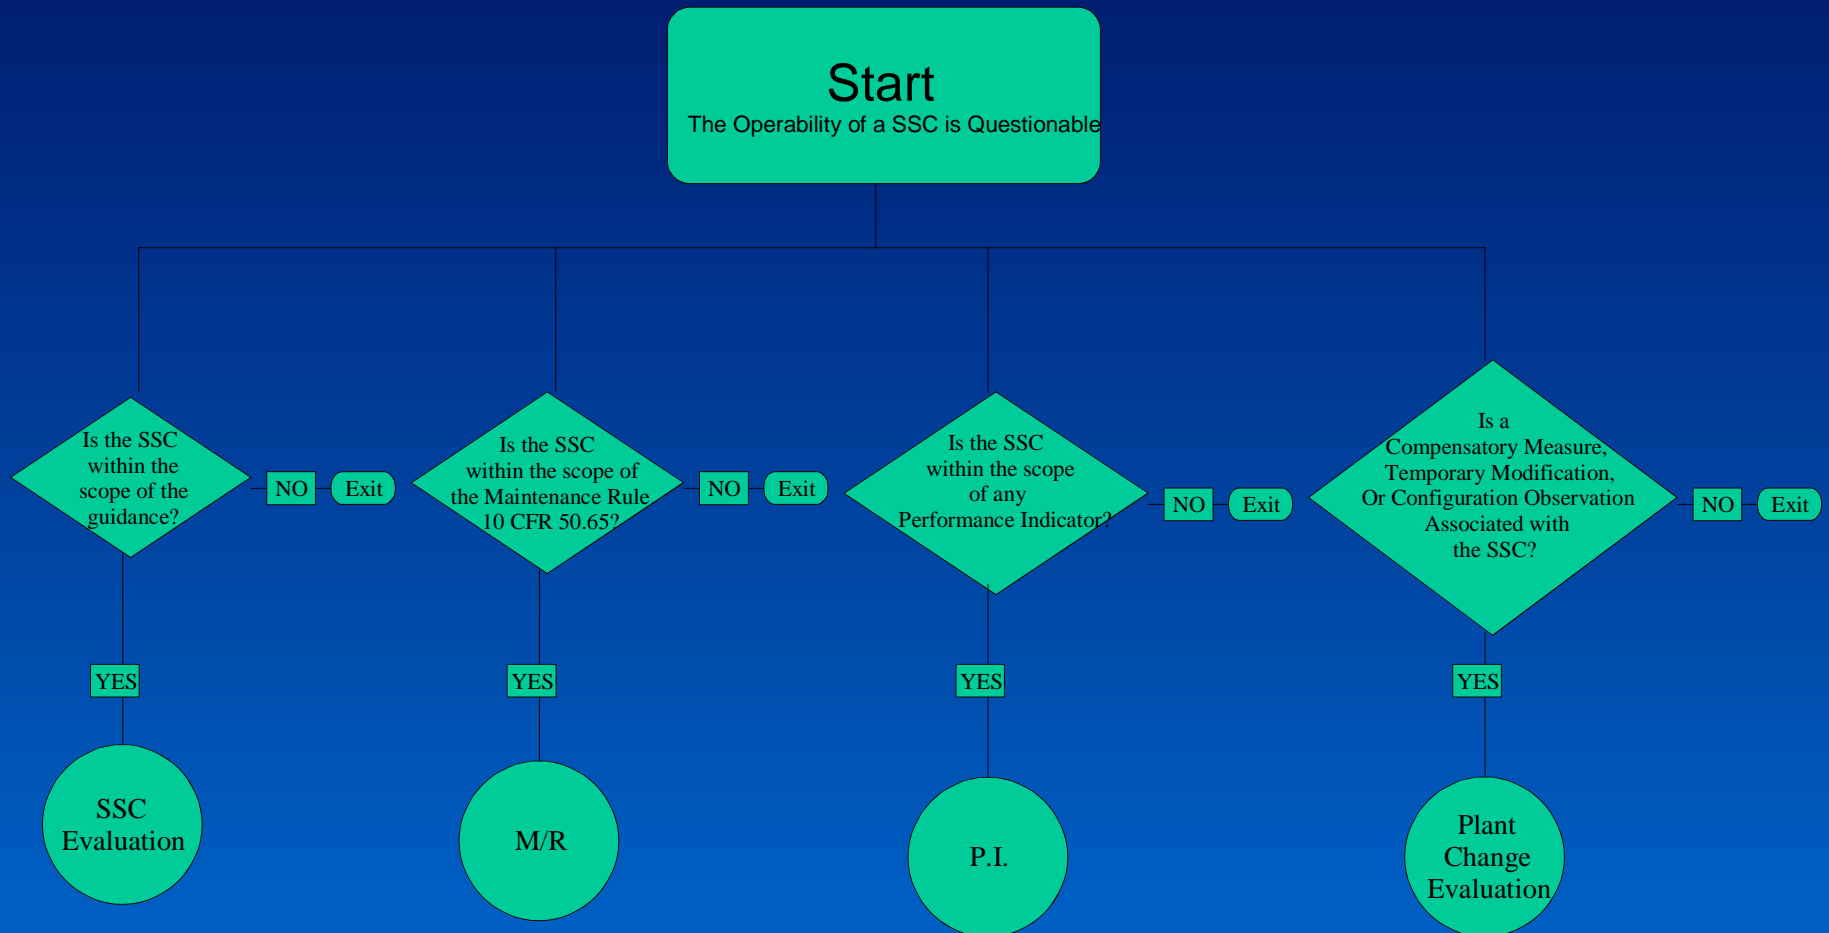 Start
The Operability of a SSC is Questionable
Is the SSC
within the
scope of the
guidance?
NO
Exit
YES
SSC
Evaluation
Is the SSC
within the scope of
the Maintenance Rule
10 CFR 50.65?
NO
Exit
YES
M/R
Is the SSC
within the scope
of any
Performance Indicator?
NO
Exit
YES
P.I.
Is a
Compensatory Measure,
Temporary Modification,
Or Configuration Observation
Associated with
the SSC?
NO
Exit
YES
Plant
Change
Evaluation